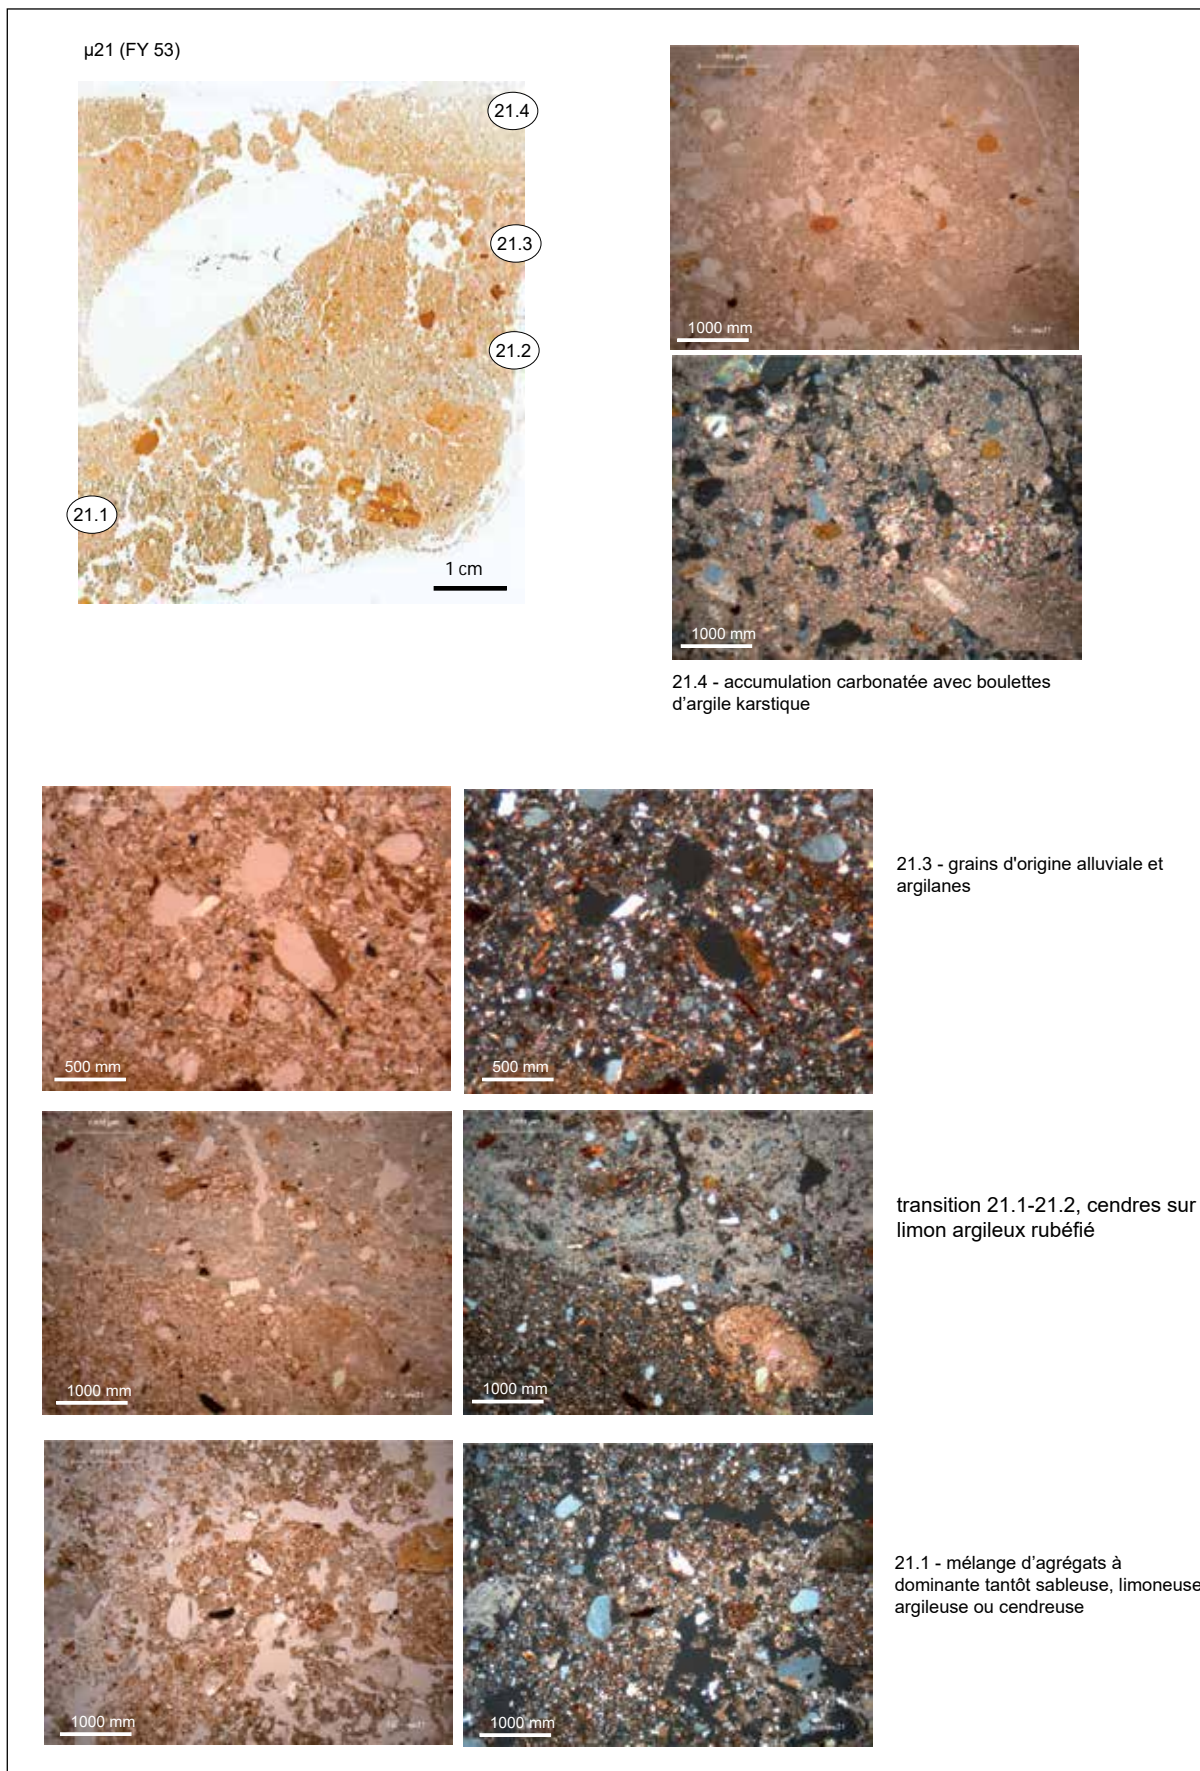 µ21 (FY 53)
21.4
21.3
21.2
21.1
1 cm
1000 mm
1000 mm
21.4 - accumulation carbonatée avec boulettes
d'argile karstique
500 mm
500 mm
21.3 - grains d'origine alluviale et
argilanes
1000 mm
1000 mm
transition 21.1-21.2, cendres sur
limon argileux rubéfié
1000 mm
1000 mm
21.1 - mélange d'agrégats à
dominante tantôt sableuse, limoneuse
argileuse ou cendreuse